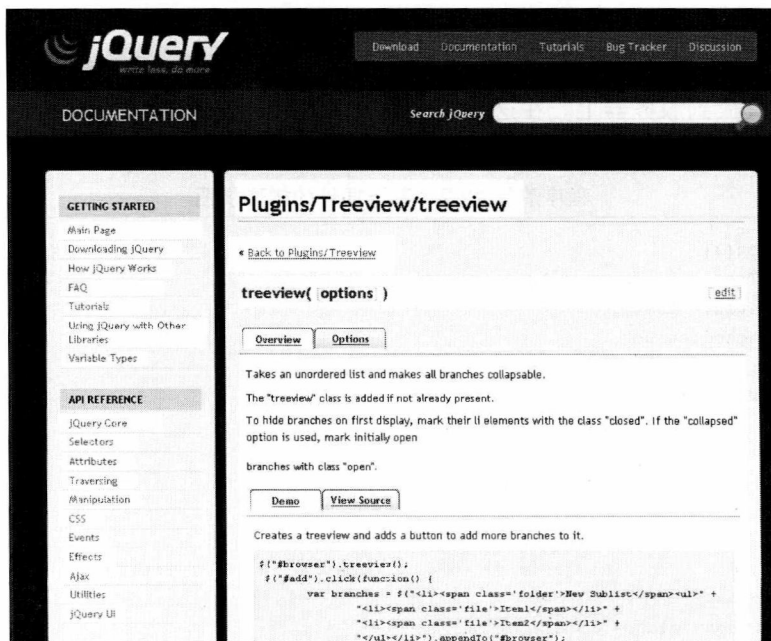 jQuery
write less, do more.
Download Documentation Tutorials Bug Tracker Discussion
DOCUMENTATION
Search jQuery
GETTING STARTED
Main Page
Downloading jQuery
How jQuery Works
FAQ
Tutorials
Using jQuery with Other
Libraries
Variable Types
API REFERENCE
jQuery Core
Selectors
Attributes
Traversing
Manipulation
CSS
Events
Effects
Ajax
Utilities
jQuery UI
Plugins/Treeview/treeview
« Back to Plugins/Treeview
treeview( options )
[edit]
Overview Options
Takes an unordered list and makes all branches collapsable.
The "treeview" class is added if not already present.
To hide branches on first display, mark their li elements with the class "closed". If the "collapsed"
option is used, mark initially open
branches with class "open".
Demo View Source
Creates a treeview and adds a button to add more branches to it.
$("#browser").treeview();
$("#add").click(function() {
var branches = $("<li><span class='folder'>New Sublist</span><ul>" +
"<li><span class='file'>Item1</span></li>" +
"<li><span class='file'>Item2</span></li>" +
"</ul></li>").appendTo("#browser");